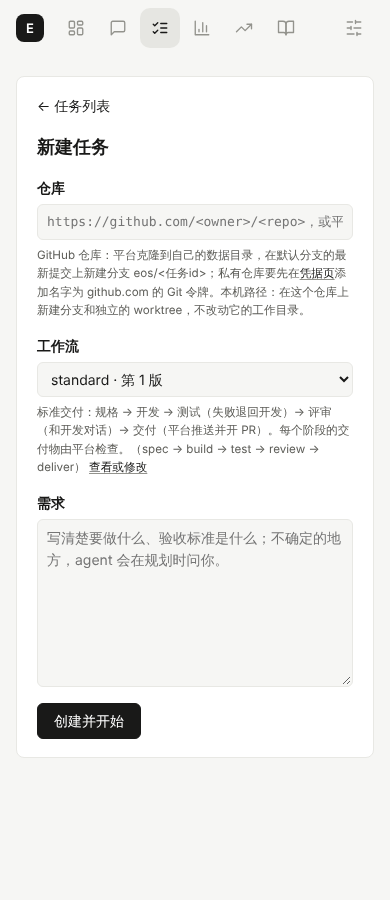 E
← 任务列表
新建任务
仓库
https://github.com/<owner>/<repo>，或平
GitHub 仓库：平台克隆到自己的数据目录，在默认分支的最
新提交上新建分支 eos/<任务id>；私有仓库要先在凭据页添
加名字为 github.com 的 Git 令牌。本机路径：在这个仓库上
新建分支和独立的 worktree，不改动它的工作目录。
工作流
standard · 第 1 版
标准交付：规格 → 开发 → 测试（失败退回开发）→ 评审
（和开发对话）→ 交付（平台推送并开 PR）。每个阶段的交
付物由平台检查。（spec → build → test → review →
deliver） 查看或修改
需求
写清楚要做什么、验收标准是什么；不确定的地
方，agent 会在规划时问你。
创建并开始